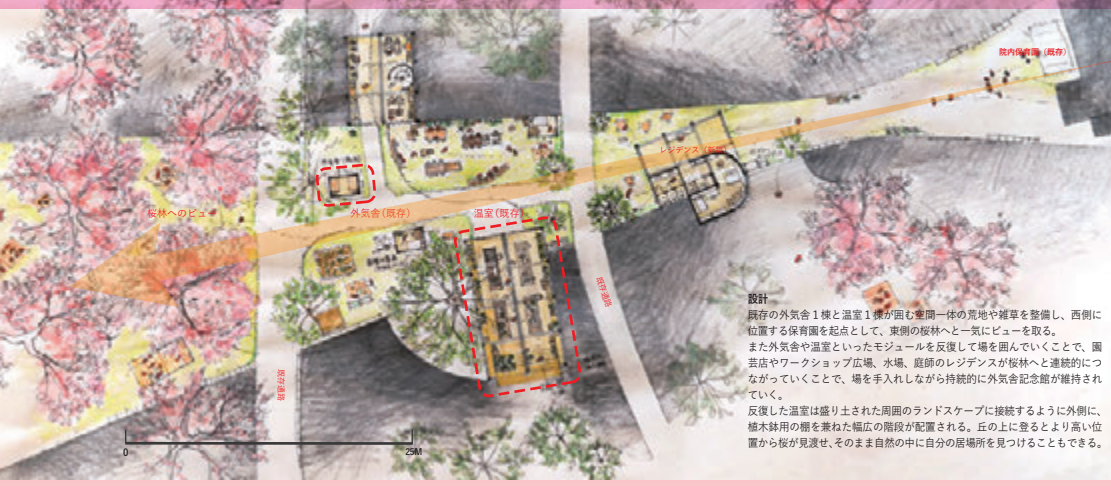 院内保育園（既存）
レジデンス（新築）
桜林へのビュー
外気舎（既存）
温室（既存）
既存道路
既存道路
0
25M
設計
既存の外気舎１棟と温室１棟が囲む空間一体の荒地や雑草を整備し、西側に
位置する保育園を起点として、東側の桜林へと一気にビューを取る。
また外気舎や温室といったモジュールを反復して場を囲んでいくことで、園
芸店やワークショップ広場、水場、庭師のレジデンスが桜林へと連続的につ
ながっていくことで、場を手入れしながら持続的に外気舎記念館が維持され
ていく。
反復した温室は盛り土された周囲のランドスケープに接続するように外側に、
植木鉢用の棚を兼ねた幅広の階段が配置される。丘の上に登るとより高い位
置から桜が見渡せ、そのまま自然の中に自分の居場所を見つけることもできる。